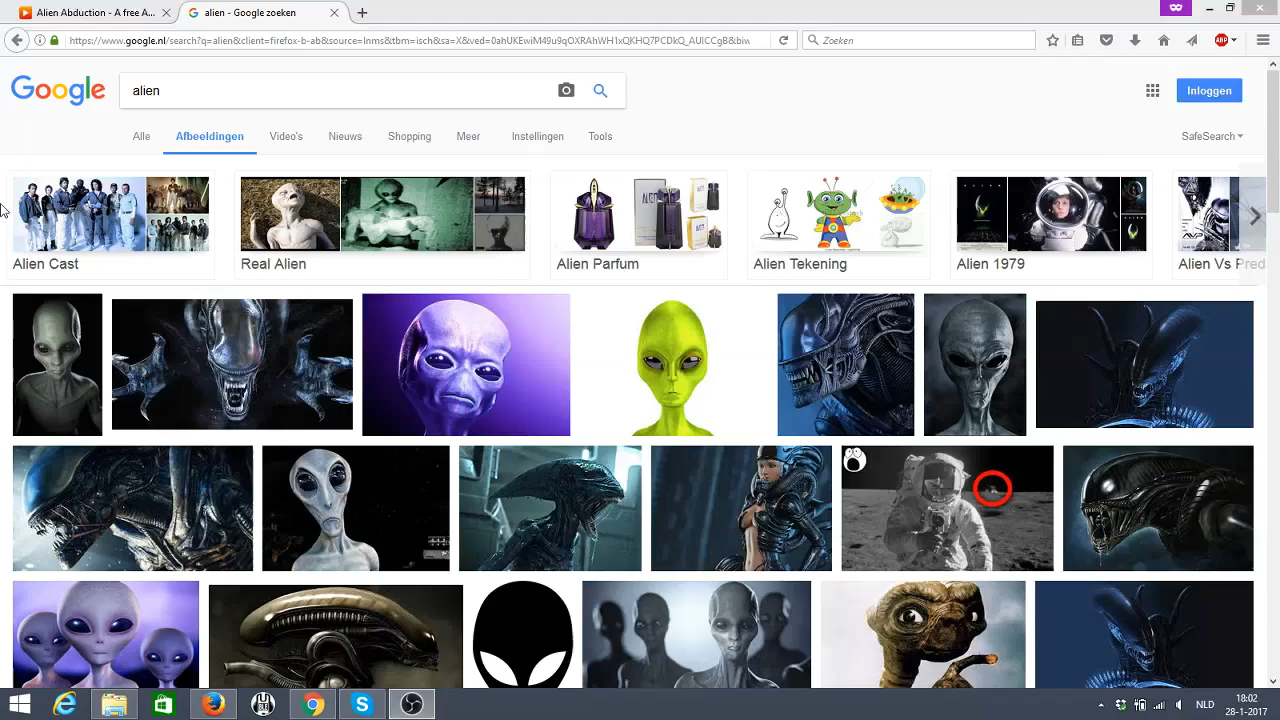 Alien Abduction - A free A...
alien - Google zoeken
https://www.google.nl/search?q=alien&client=firefox-b-ab&source=lnms&tbm=isch&sa=X&ved=0ahUKEwiM49u9qOXRAhWH1xQKHQ7PCDkQ_AUICCgB&biw
Zoeken
ABP
Google
alien
Inloggen
Alle
Afbeeldingen
Video's
Nieuws
Shopping
Meer
Instellingen
Tools
SafeSearch
Alien Cast
Real Alien
Alien Parfum
Alien Tekening
Alien 1979
Alien Vs Pred
NLD
18:02
28-1-2017